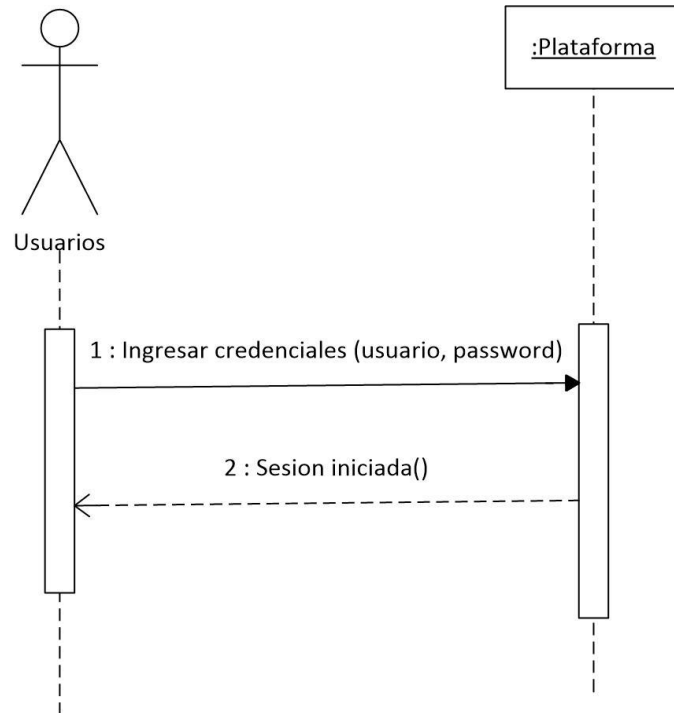 :Plataforma
Usuarios
1 : Ingresar credenciales (usuario, password)
2 : Sesion iniciada()